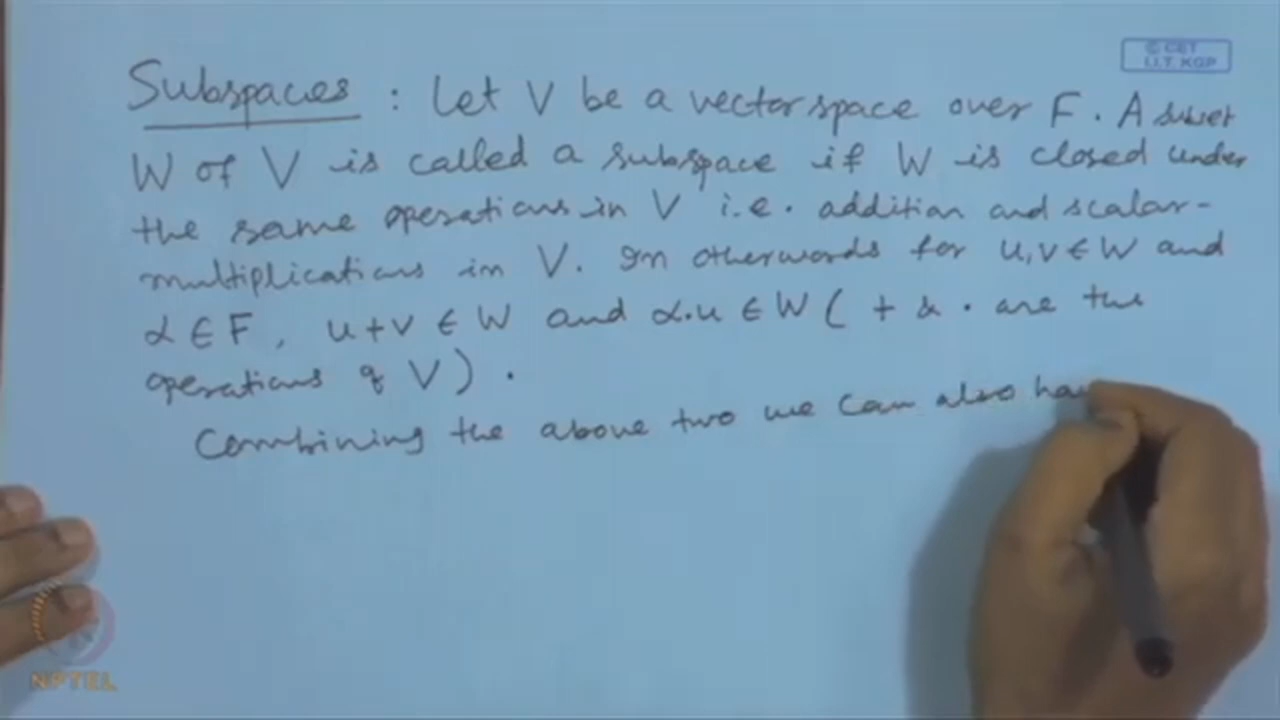 © CET
I.I.T. KGP
Subspaces : Let V be a vector space over F. A subset
W of V is called a subspace if W is closed under
the same operations in V i.e. addition and scalar-
multiplications in V. In otherwords for u, v ∈ W and
α ∈ F, u + v ∈ W and α.u ∈ W ( + & . are the
operations of V ) .
Combining the above two we can also
NPTEL